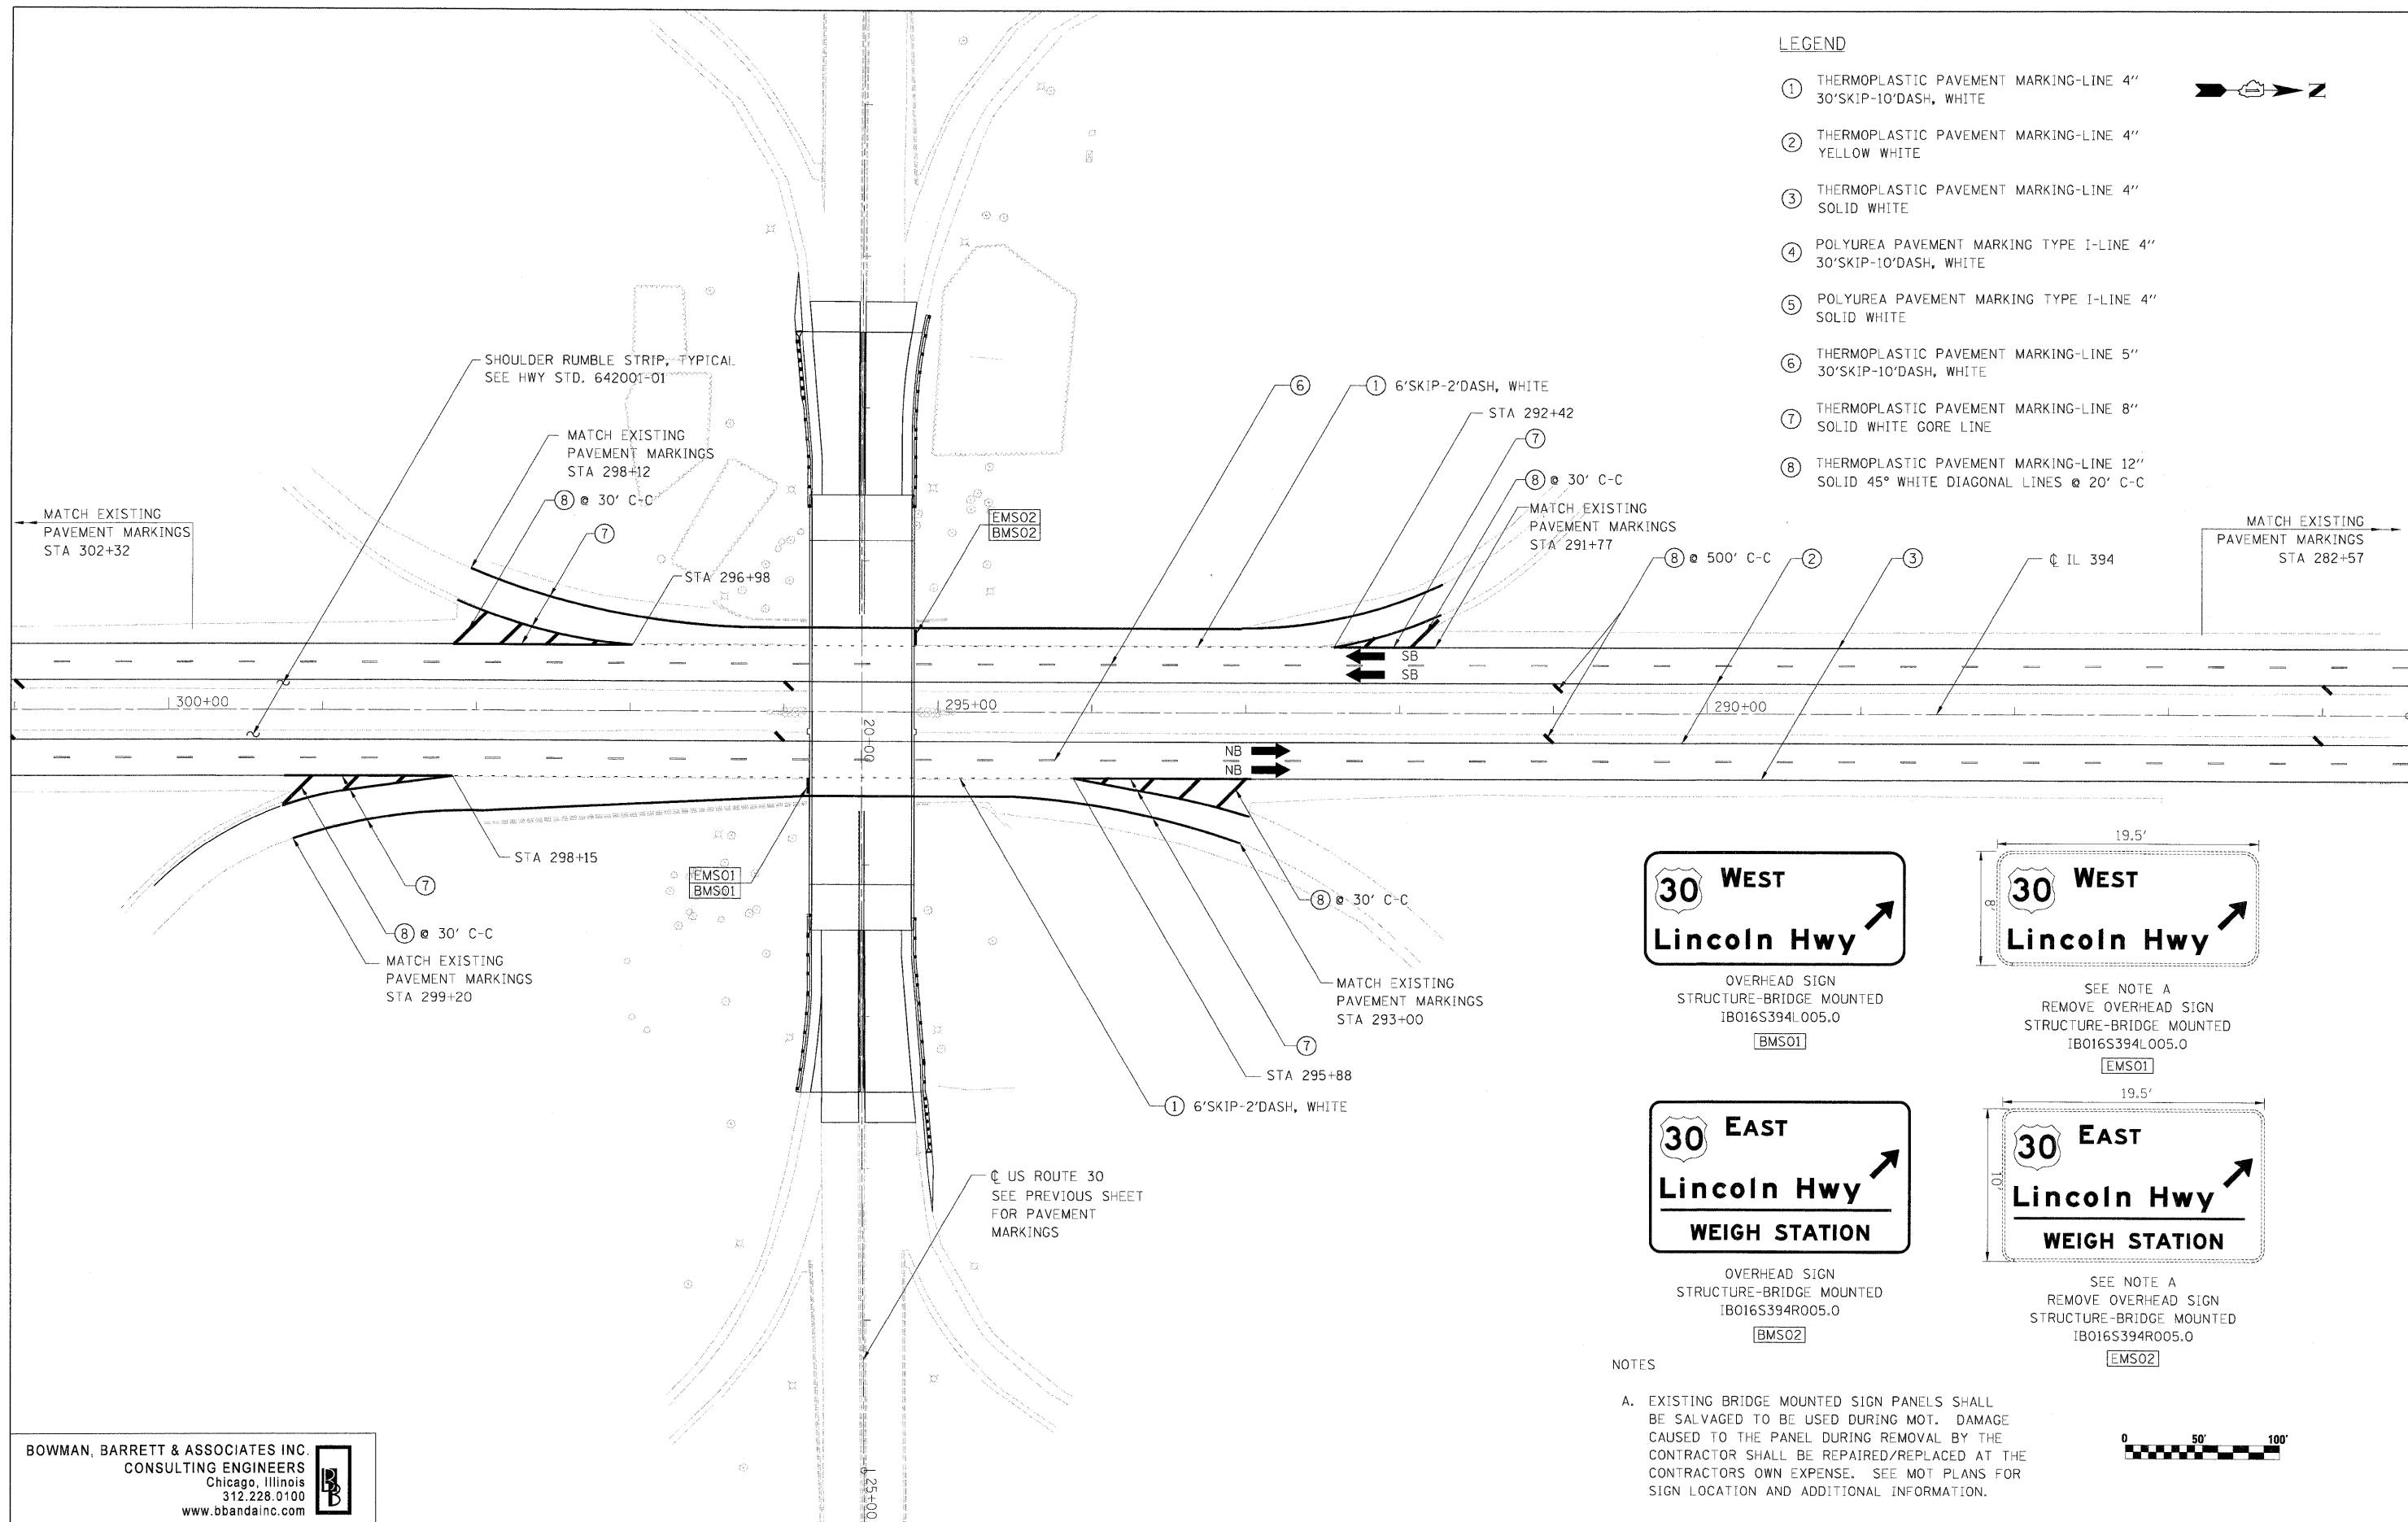 LEGEND
1 THERMOPLASTIC PAVEMENT MARKING-LINE 4"
30'SKIP-10'DASH, WHITE
2 THERMOPLASTIC PAVEMENT MARKING-LINE 4"
YELLOW WHITE
3 THERMOPLASTIC PAVEMENT MARKING-LINE 4"
SOLID WHITE
4 POLYUREA PAVEMENT MARKING TYPE I-LINE 4"
30'SKIP-10'DASH, WHITE
5 POLYUREA PAVEMENT MARKING TYPE I-LINE 4"
SOLID WHITE
6 THERMOPLASTIC PAVEMENT MARKING-LINE 5"
30'SKIP-10'DASH, WHITE
7 THERMOPLASTIC PAVEMENT MARKING-LINE 8"
SOLID WHITE GORE LINE
8 THERMOPLASTIC PAVEMENT MARKING-LINE 12"
SOLID 45° WHITE DIAGONAL LINES @ 20' C-C
N
SHOULDER RUMBLE STRIP, TYPICAL
SEE HWY STD. 642001-01
MATCH EXISTING
PAVEMENT MARKINGS
STA 298+12
8 @ 30' C-C
7
STA 296+98
MATCH EXISTING
PAVEMENT MARKINGS
STA 302+32
EMS02
BMS02
6
1 6'SKIP-2'DASH, WHITE
STA 292+42
7
8 @ 30' C-C
MATCH EXISTING
PAVEMENT MARKINGS
STA 291+77
8 @ 500' C-C
2
3
℄ IL 394
MATCH EXISTING
PAVEMENT MARKINGS
STA 282+57
SB
SB
300+00
295+00
290+00
20+00
NB
NB
STA 298+15
7
8 @ 30' C-C
MATCH EXISTING
PAVEMENT MARKINGS
STA 299+20
EMS01
BMS01
8 @ 30' C-C
MATCH EXISTING
PAVEMENT MARKINGS
STA 293+00
7
STA 295+88
1 6'SKIP-2'DASH, WHITE
℄ US ROUTE 30
SEE PREVIOUS SHEET
FOR PAVEMENT
MARKINGS
25+00
30 WEST
Lincoln Hwy
OVERHEAD SIGN
STRUCTURE-BRIDGE MOUNTED
IB016S394L005.0
BMS01
19.5'
8'
30 WEST
Lincoln Hwy
SEE NOTE A
REMOVE OVERHEAD SIGN
STRUCTURE-BRIDGE MOUNTED
IB016S394L005.0
EMS01
30 EAST
Lincoln Hwy
WEIGH STATION
OVERHEAD SIGN
STRUCTURE-BRIDGE MOUNTED
IB016S394R005.0
BMS02
19.5'
10'
30 EAST
Lincoln Hwy
WEIGH STATION
SEE NOTE A
REMOVE OVERHEAD SIGN
STRUCTURE-BRIDGE MOUNTED
IB016S394R005.0
EMS02
NOTES
A. EXISTING BRIDGE MOUNTED SIGN PANELS SHALL
BE SALVAGED TO BE USED DURING MOT. DAMAGE
CAUSED TO THE PANEL DURING REMOVAL BY THE
CONTRACTOR SHALL BE REPAIRED/REPLACED AT THE
CONTRACTORS OWN EXPENSE. SEE MOT PLANS FOR
SIGN LOCATION AND ADDITIONAL INFORMATION.
0 50' 100'
BOWMAN, BARRETT & ASSOCIATES INC.
CONSULTING ENGINEERS
Chicago, Illinois
312.228.0100
www.bbandainc.com
BBB